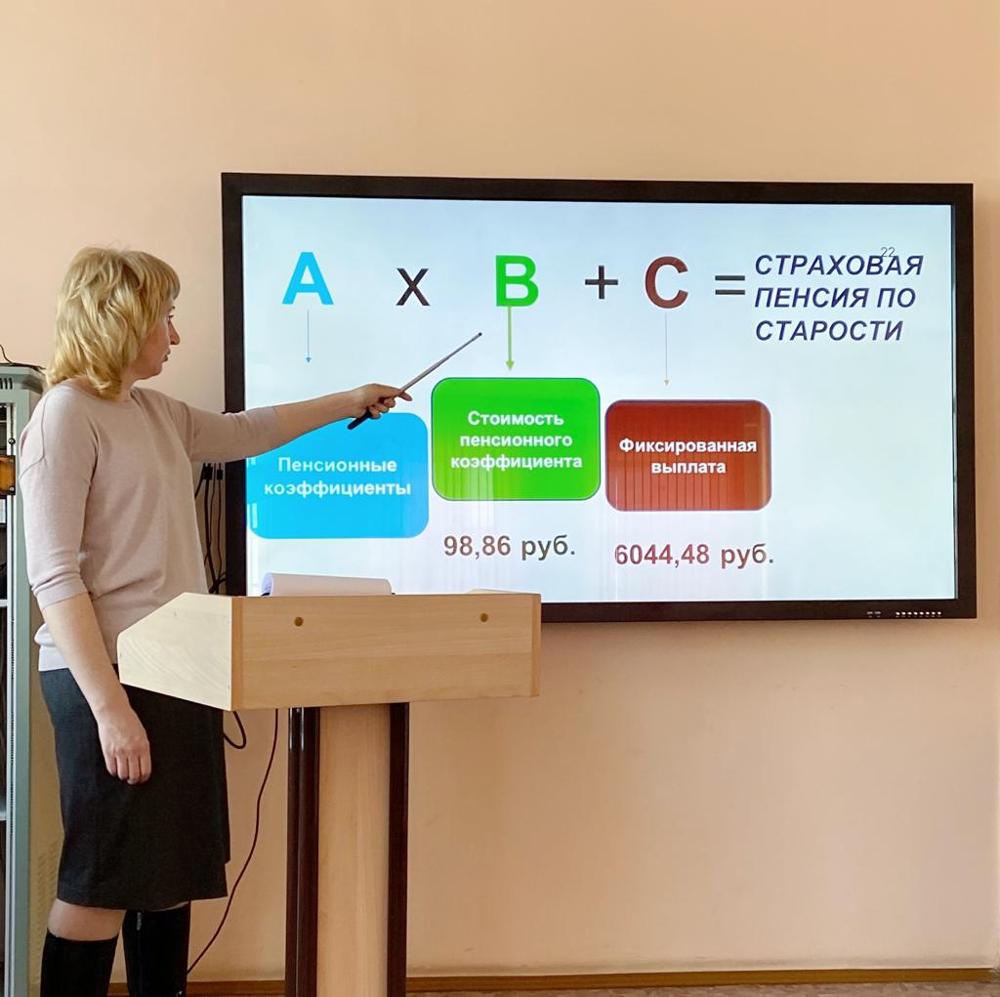 22
A x B + C = СТРАХОВАЯ
ПЕНСИЯ ПО
СТАРОСТИ
Пенсионные
коэффициенты
Стоимость
пенсионного
коэффициента
Фиксированная
выплата
98,86 руб.
6044,48 руб.